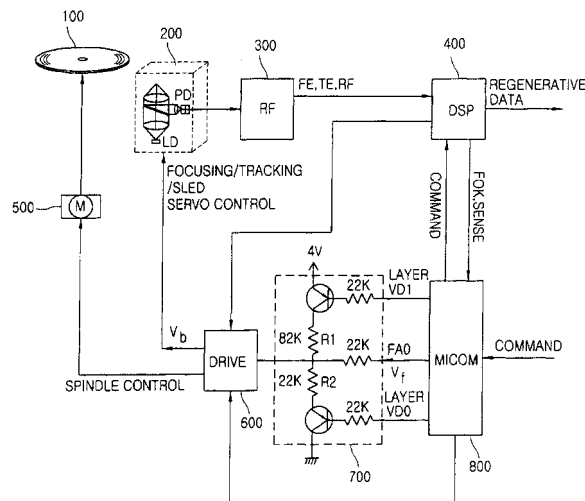 100
200
300
400
PD
LD
RF
FE,TE,RF
DSP
REGENERATIVE
DATA
FOCUSING/TRACKING
/SLED
SERVO CONTROL
COMMAND
FOK,SENSE
500
M
4V
22K
LAYER
VD1
82K
R1
22K
FA0
Vf
MICOM
COMMAND
Vb
DRIVE
SPINDLE CONTROL
22K
R2
22K
LAYER
VD0
600
700
800